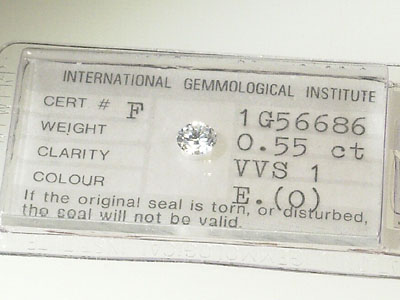 INTERNATIONAL GEMMOLOGICAL INSTITUTE
CERT # F 1G56686
WEIGHT 0.55 ct
CLARITY VVS 1
COLOUR E.(O)
If the original seal is torn, or disturbed,
the seal will not be valid.